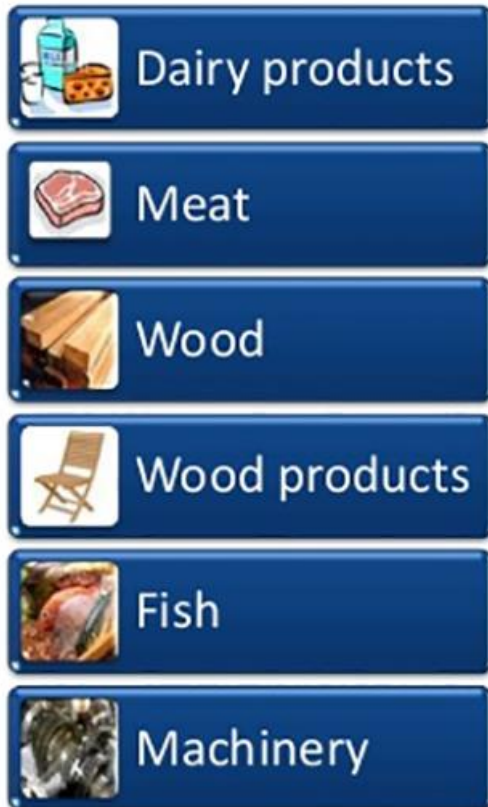 Dairy products
Meat
Wood
Wood products
Fish
Machinery